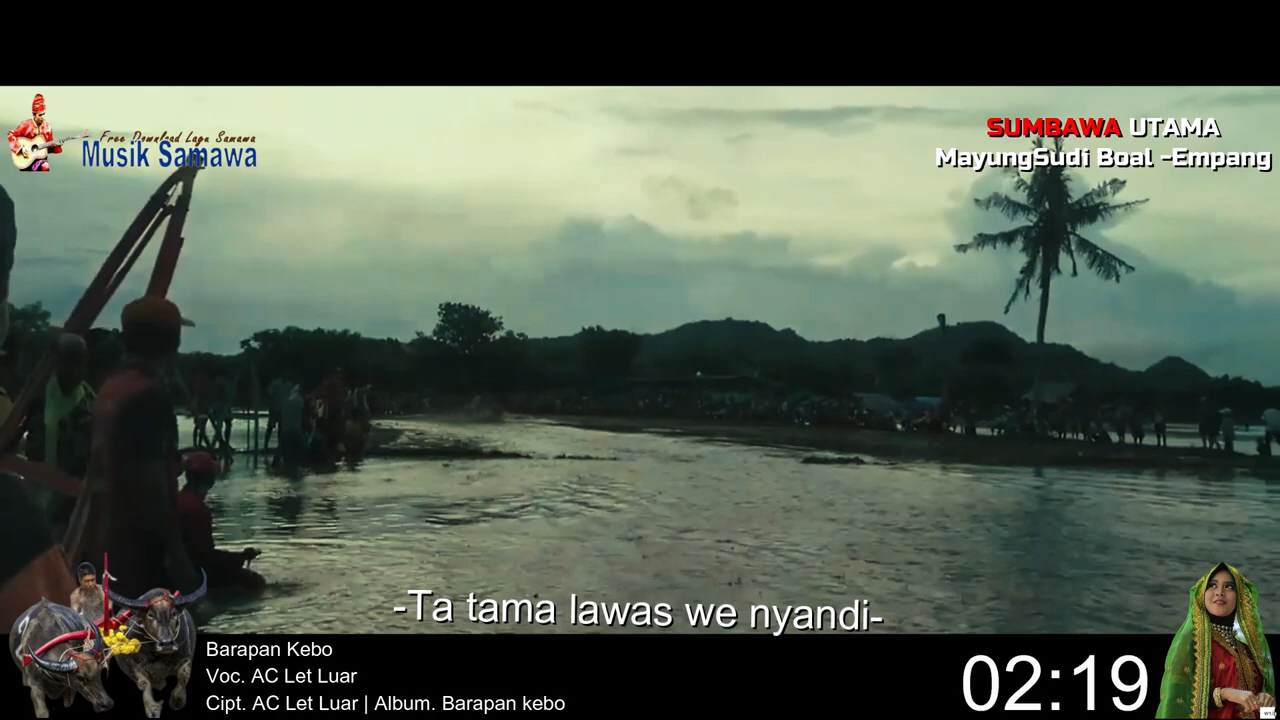 Free Download Lagu Samawa
Musik Samawa
SUMBAWA UTAMA
MayungSudi Boal -Empang
-Ta tama lawas we nyandi-
Barapan Kebo
Voc. AC Let Luar
Cipt. AC Let Luar | Album. Barapan kebo
02:19